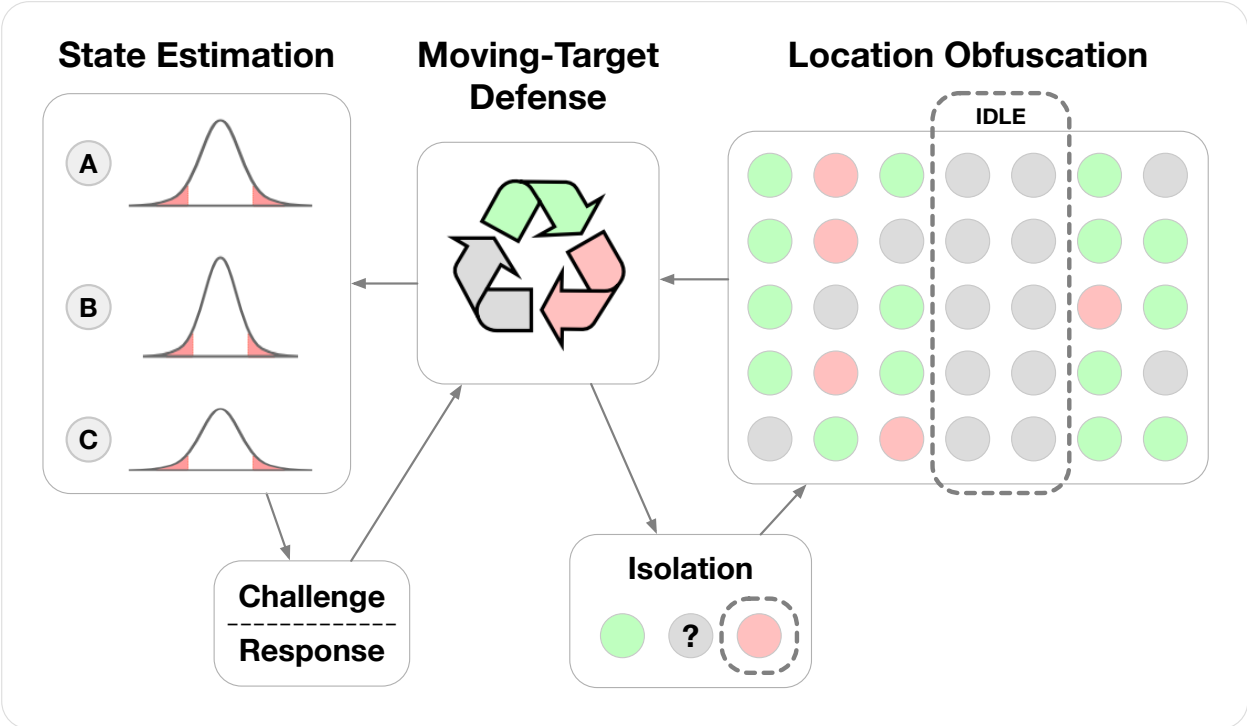 State Estimation
A
B
C
Moving-Target
Defense
Location Obfuscation
IDLE
Challenge
Response
Isolation
?